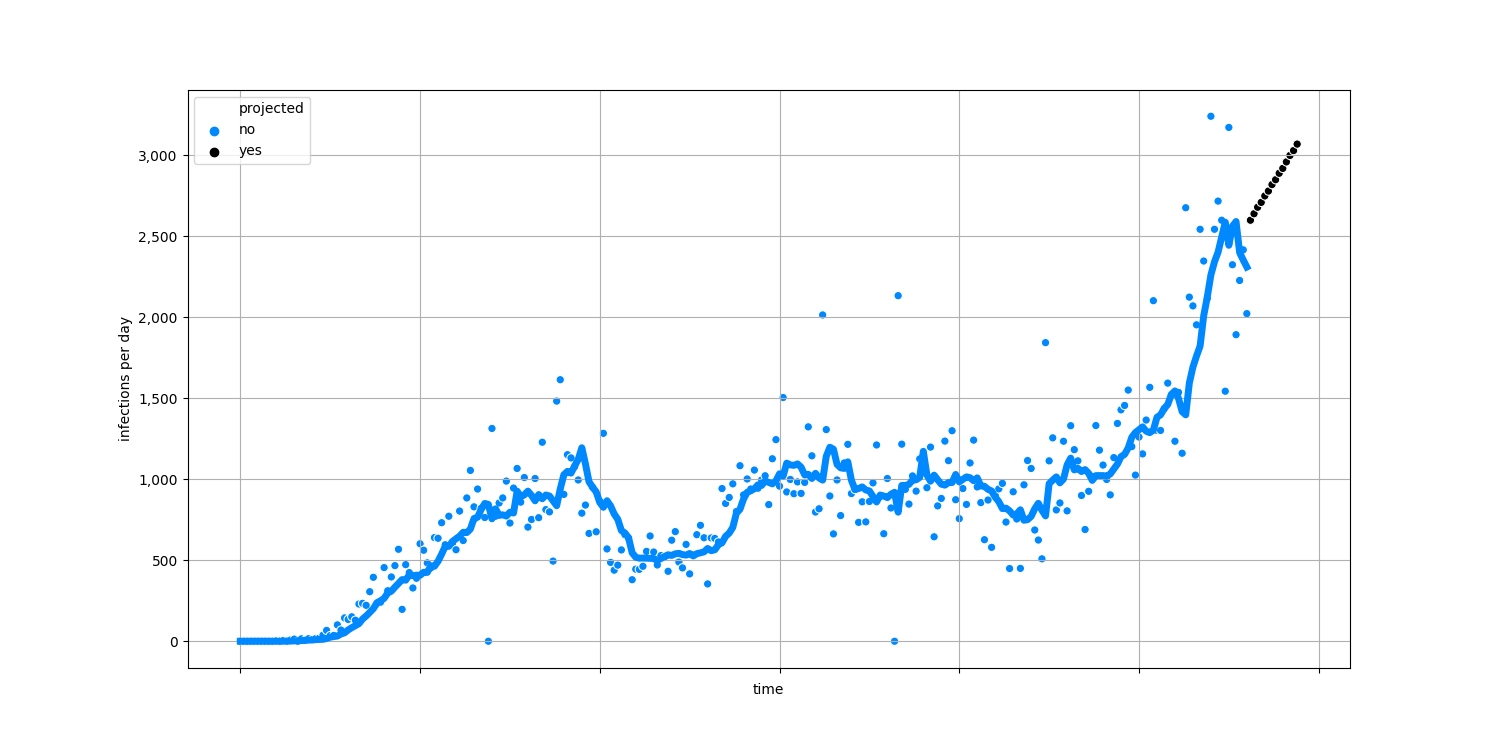 projected
no
yes
3,000
2,500
2,000
1,500
1,000
500
0
infections per day
time